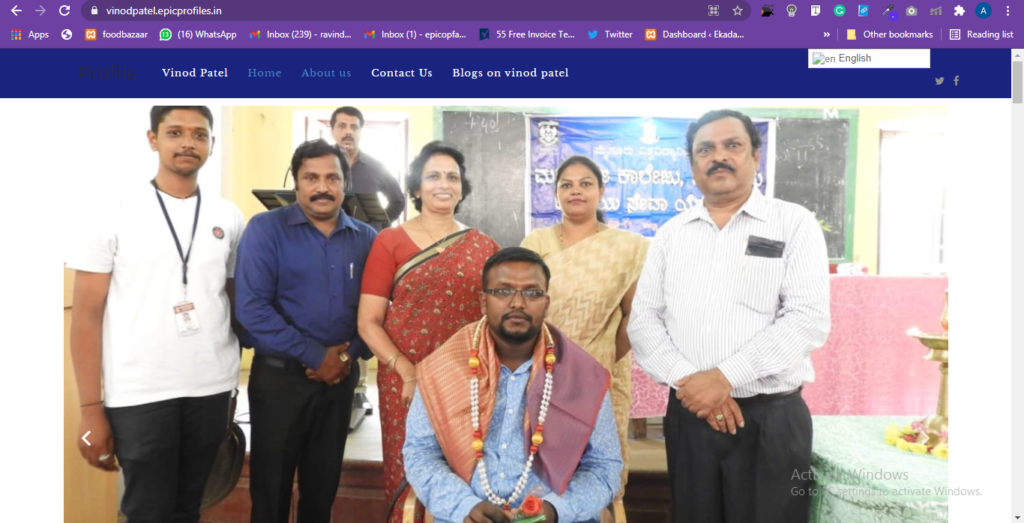 vinodpatel.epicprofiles.in
Apps
foodbazaar
(16) WhatsApp
Inbox (239) - ravind...
Inbox (1) - epicopfa...
55 Free Invoice Te...
Twitter
Dashboard ‹ Ekada...
»
Other bookmarks
Reading list
A
Profile
Vinod Patel
Home
About us
Contact Us
Blogs on vinod patel
en English
ಮೈಸೂರು
ಕಾಲೇಜು,
ಸೇವಾ
Activate Windows
Go to PC settings to activate Windows.